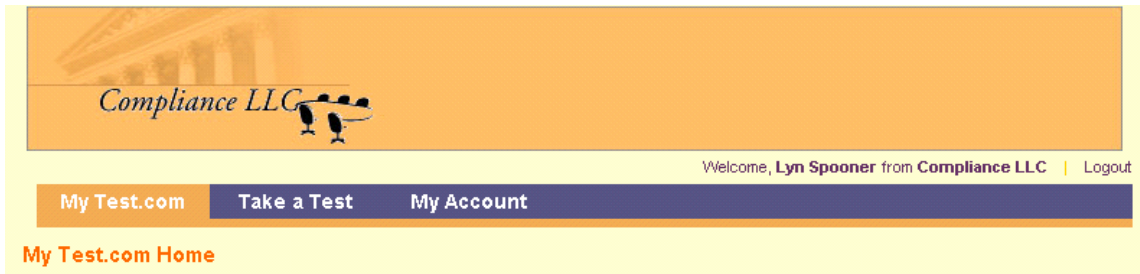 Compliance LLC
Welcome, Lyn Spooner from Compliance LLC | Logout
My Test.com Take a Test My Account
My Test.com Home